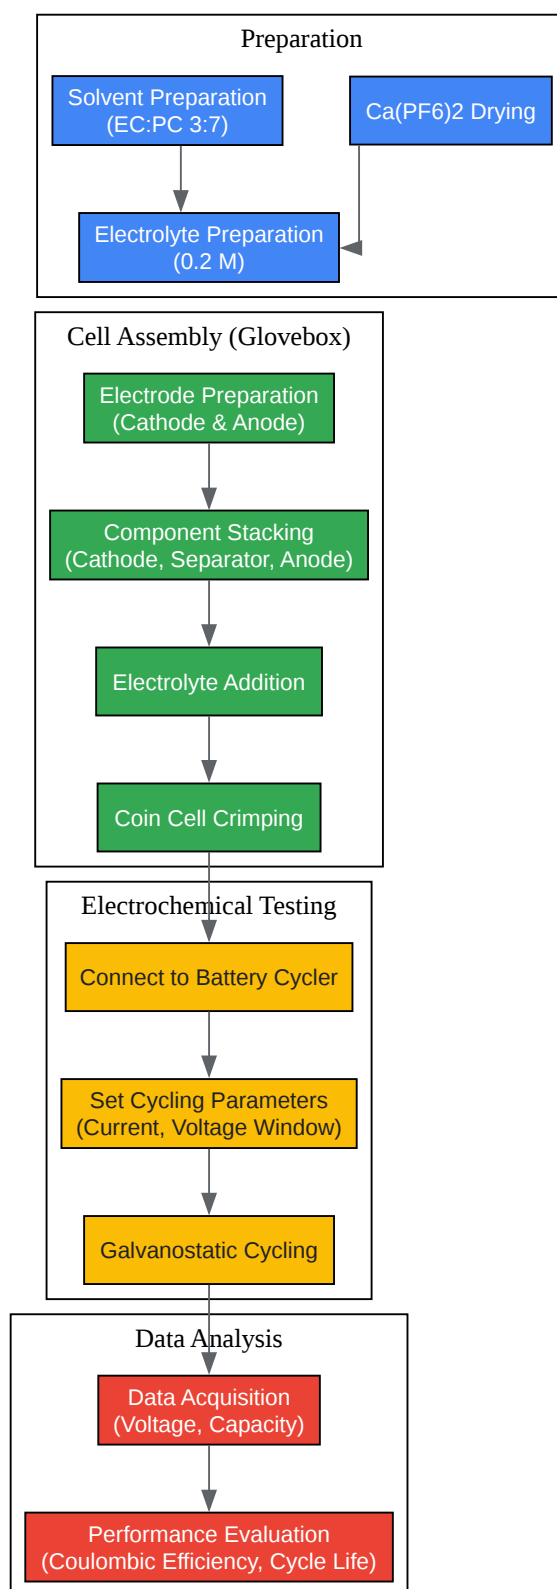 Preparation
Solvent Preparation
(EC:PC 3:7)
Ca(PF6)2 Drying
Electrolyte Preparation
(0.2 M)
Cell Assembly (Glovebox)
Electrode Preparation
(Cathode & Anode)
Component Stacking
(Cathode, Separator, Anode)
Electrolyte Addition
Coin Cell Crimping
Electrochemical Testing
Connect to Battery Cycler
Set Cycling Parameters
(Current, Voltage Window)
Galvanostatic Cycling
Data Analysis
Data Acquisition
(Voltage, Capacity)
Performance Evaluation
(Coulombic Efficiency, Cycle Life)